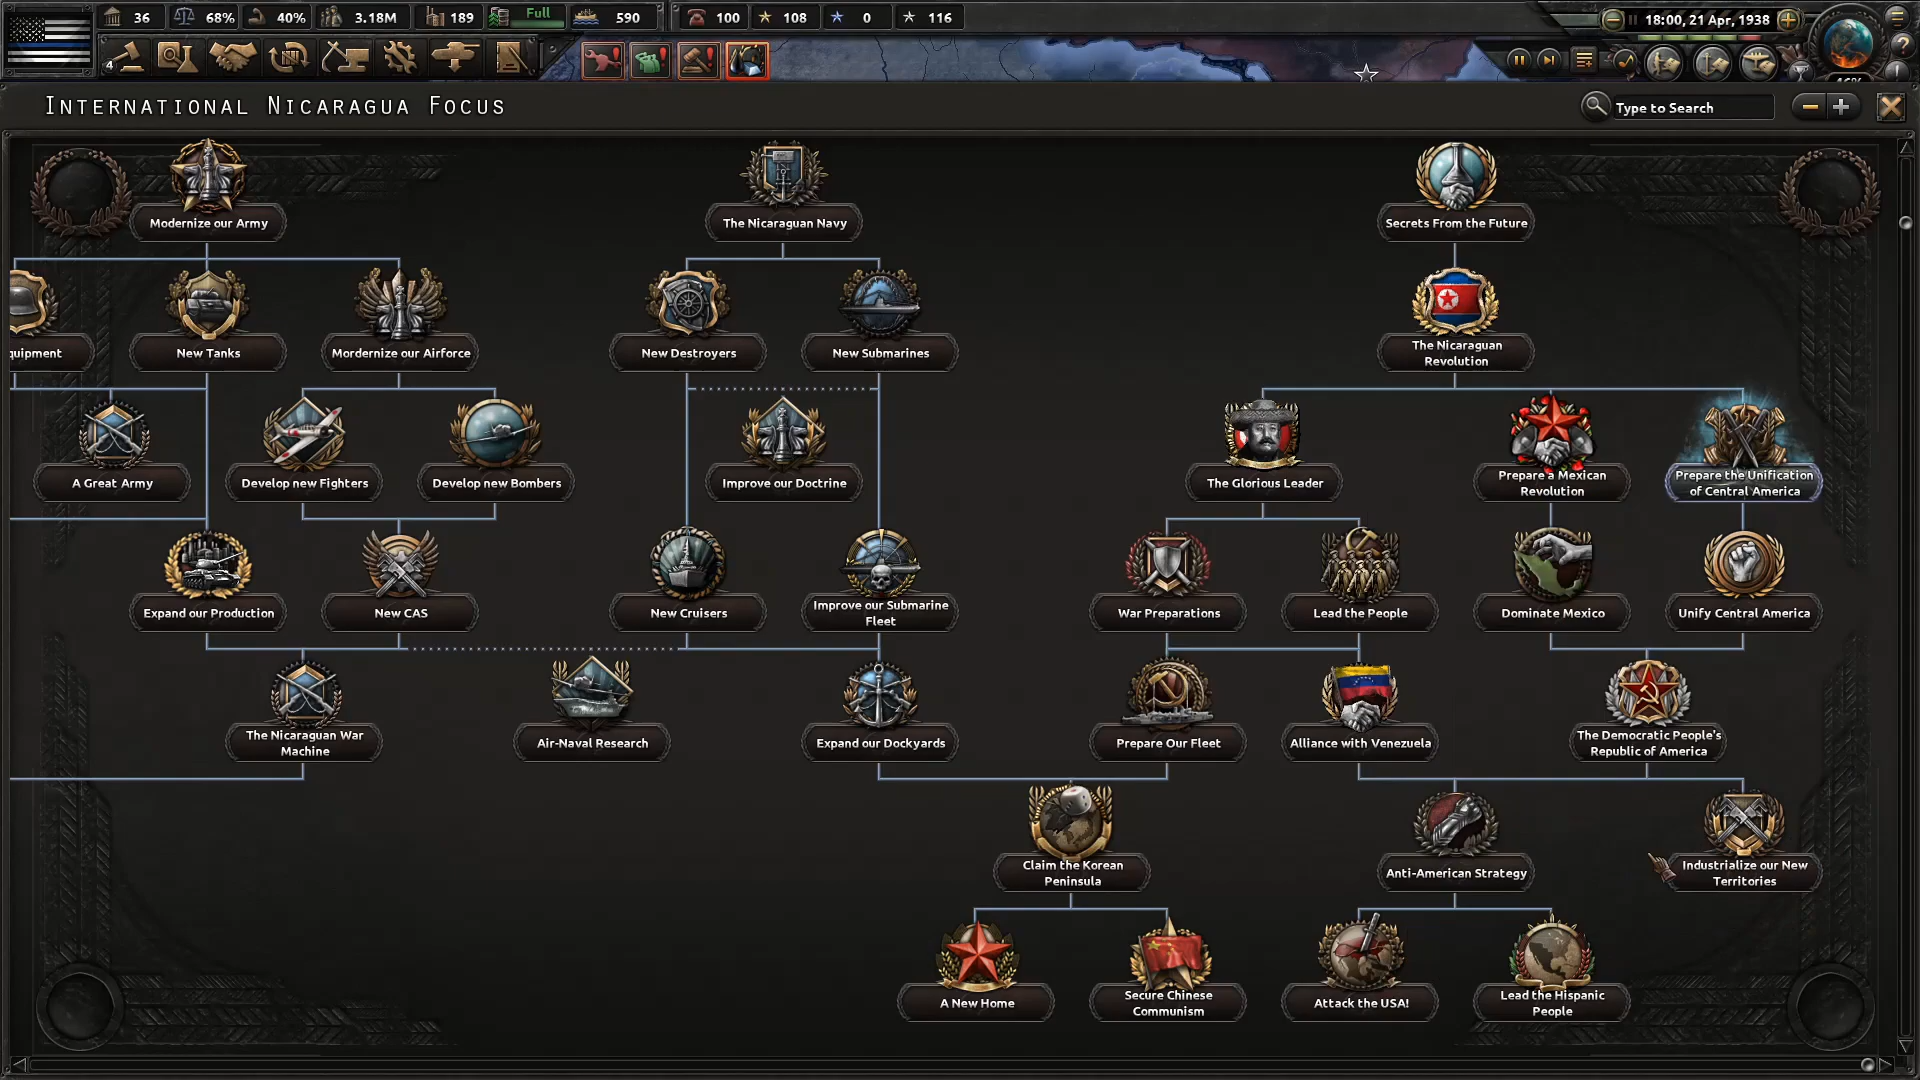 36
68%
40%
3.18M
189
Full
590
100
108
0
116
18:00, 21 Apr, 1938
4
46%
International Nicaragua Focus
Type to Search
Modernize our Army
The Nicaraguan Navy
Secrets From the Future
quipment
New Tanks
Mordernize our Airforce
New Destroyers
New Submarines
The Nicaraguan
Revolution
A Great Army
Develop new Fighters
Develop new Bombers
Improve our Doctrine
The Glorious Leader
Prepare a Mexican
Revolution
Prepare the Unification
of Central America
Expand our Production
New CAS
New Cruisers
Improve our Submarine
Fleet
War Preparations
Lead the People
Dominate Mexico
Unify Central America
The Nicaraguan War
Machine
Air-Naval Research
Expand our Dockyards
Prepare Our Fleet
Alliance with Venezuela
The Democratic People's
Republic of America
Claim the Korean
Peninsula
Anti-American Strategy
Industrialize our New
Territories
A New Home
Secure Chinese
Communism
Attack the USA!
Lead the Hispanic
People